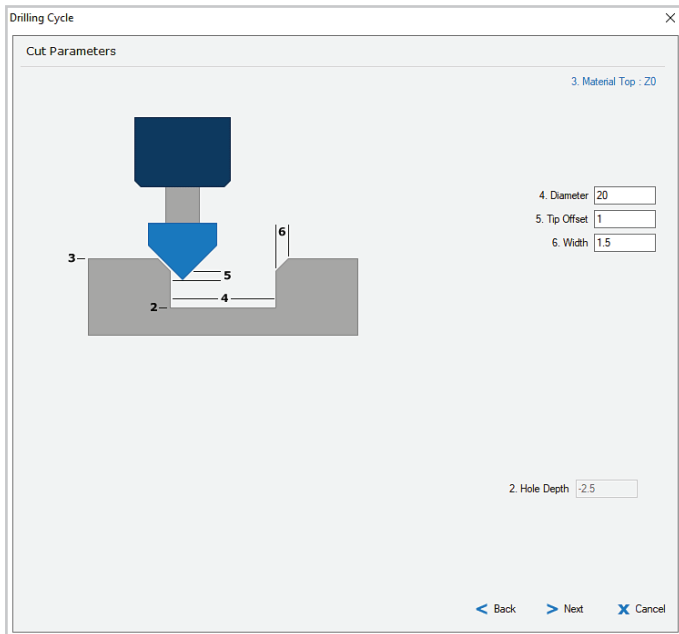 Drilling Cycle
Cut Parameters
3. Material Top : Z0
4. Diameter 20
5. Tip Offset 1
6. Width 1.5
6
3
5
4
2
2. Hole Depth -2.5
< Back > Next X Cancel